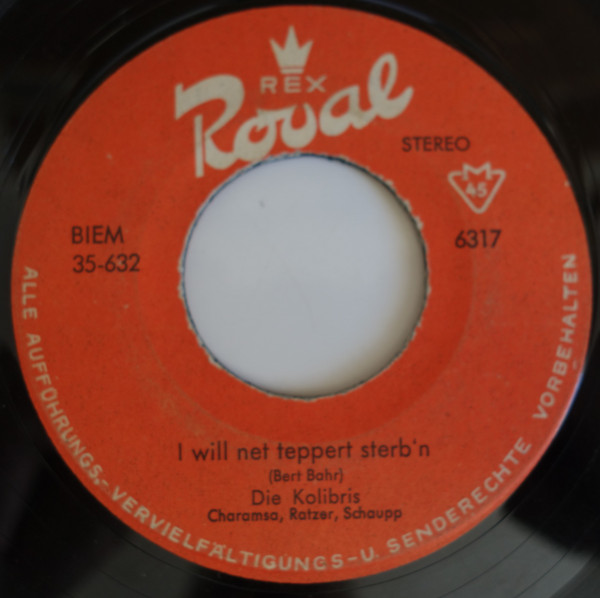 REX
Royal
STEREO
45
BIEM
35-632
6317
I will net teppert sterb'n
(Bert Bahr)
Die Kolibris
Charamsa, Ratzer, Schaupp
ALLE AUFFÜHRUNGS,- VERVIELFÄLTIGUNGS-U. SENDERECHTE VORBEHALTEN